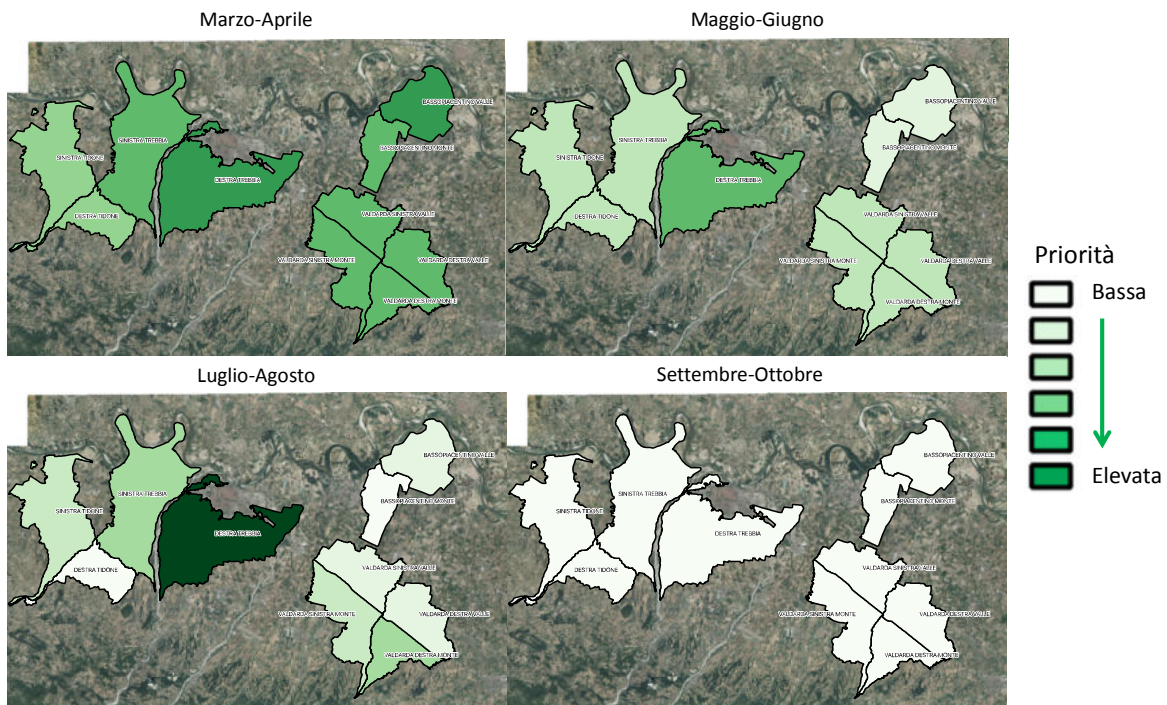 Marzo-Aprile
BASSOPIACENTINO VALLE
SINISTRA TREBBIA
BASSOPIACENTINO MONTE
SINISTRA TIDONE
DESTRA TREBBIA
DESTRA TIDONE
VALDARDA SINISTRA VALLE
VALDARDA SINISTRA MONTE
VALDARDA DESTRA VALLE
VALDARDA DESTRA MONTE
Maggio-Giugno
BASSOPIACENTINO VALLE
SINISTRA TREBBIA
BASSOPIACENTINO MONTE
SINISTRA TIDONE
DESTRA TREBBIA
DESTRA TIDONE
VALDARDA SINISTRA VALLE
VALDARDA SINISTRA MONTE
VALDARDA DESTRA VALLE
VALDARDA DESTRA MONTE
Priorità
Bassa
Elevata
Luglio-Agosto
BASSOPIACENTINO VALLE
SINISTRA TREBBIA
BASSOPIACENTINO MONTE
SINISTRA TIDONE
DESTRA TREBBIA
DESTRA TIDONE
VALDARDA SINISTRA VALLE
VALDARDA SINISTRA MONTE
VALDARDA DESTRA VALLE
VALDARDA DESTRA MONTE
Settembre-Ottobre
BASSOPIACENTINO VALLE
SINISTRA TREBBIA
BASSOPIACENTINO MONTE
SINISTRA TIDONE
DESTRA TREBBIA
DESTRA TIDONE
VALDARDA SINISTRA VALLE
VALDARDA SINISTRA MONTE
VALDARDA DESTRA VALLE
VALDARDA DESTRA MONTE